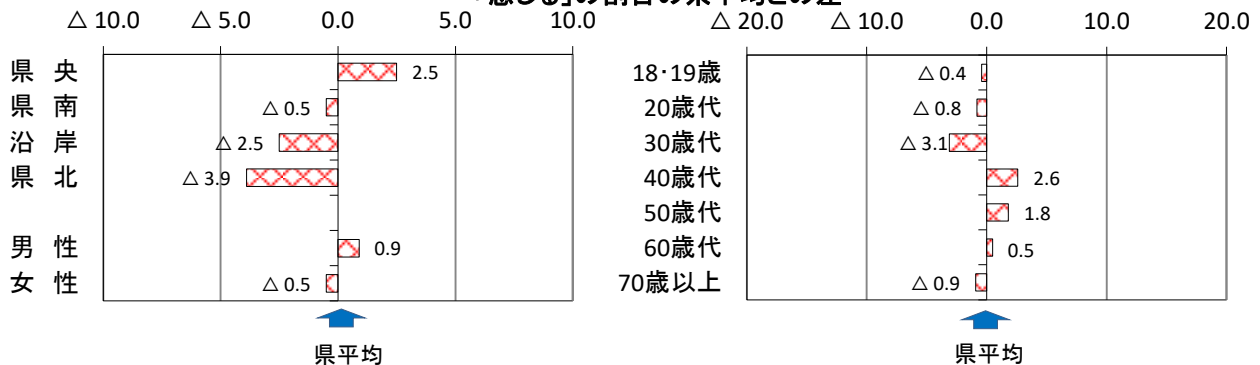 「感じる」の割合の県平均との差
△ 10.0 △ 5.0 0.0 5.0 10.0
県 央 2.5
県 南 △ 0.5
沿 岸 △ 2.5
県 北 △ 3.9
男 性 0.9
女 性 △ 0.5
県平均
△ 20.0 △ 10.0 0.0 10.0 20.0
18･19歳 △ 0.4
20歳代 △ 0.8
30歳代 △ 3.1
40歳代 2.6
50歳代 1.8
60歳代 0.5
70歳以上 △ 0.9
県平均